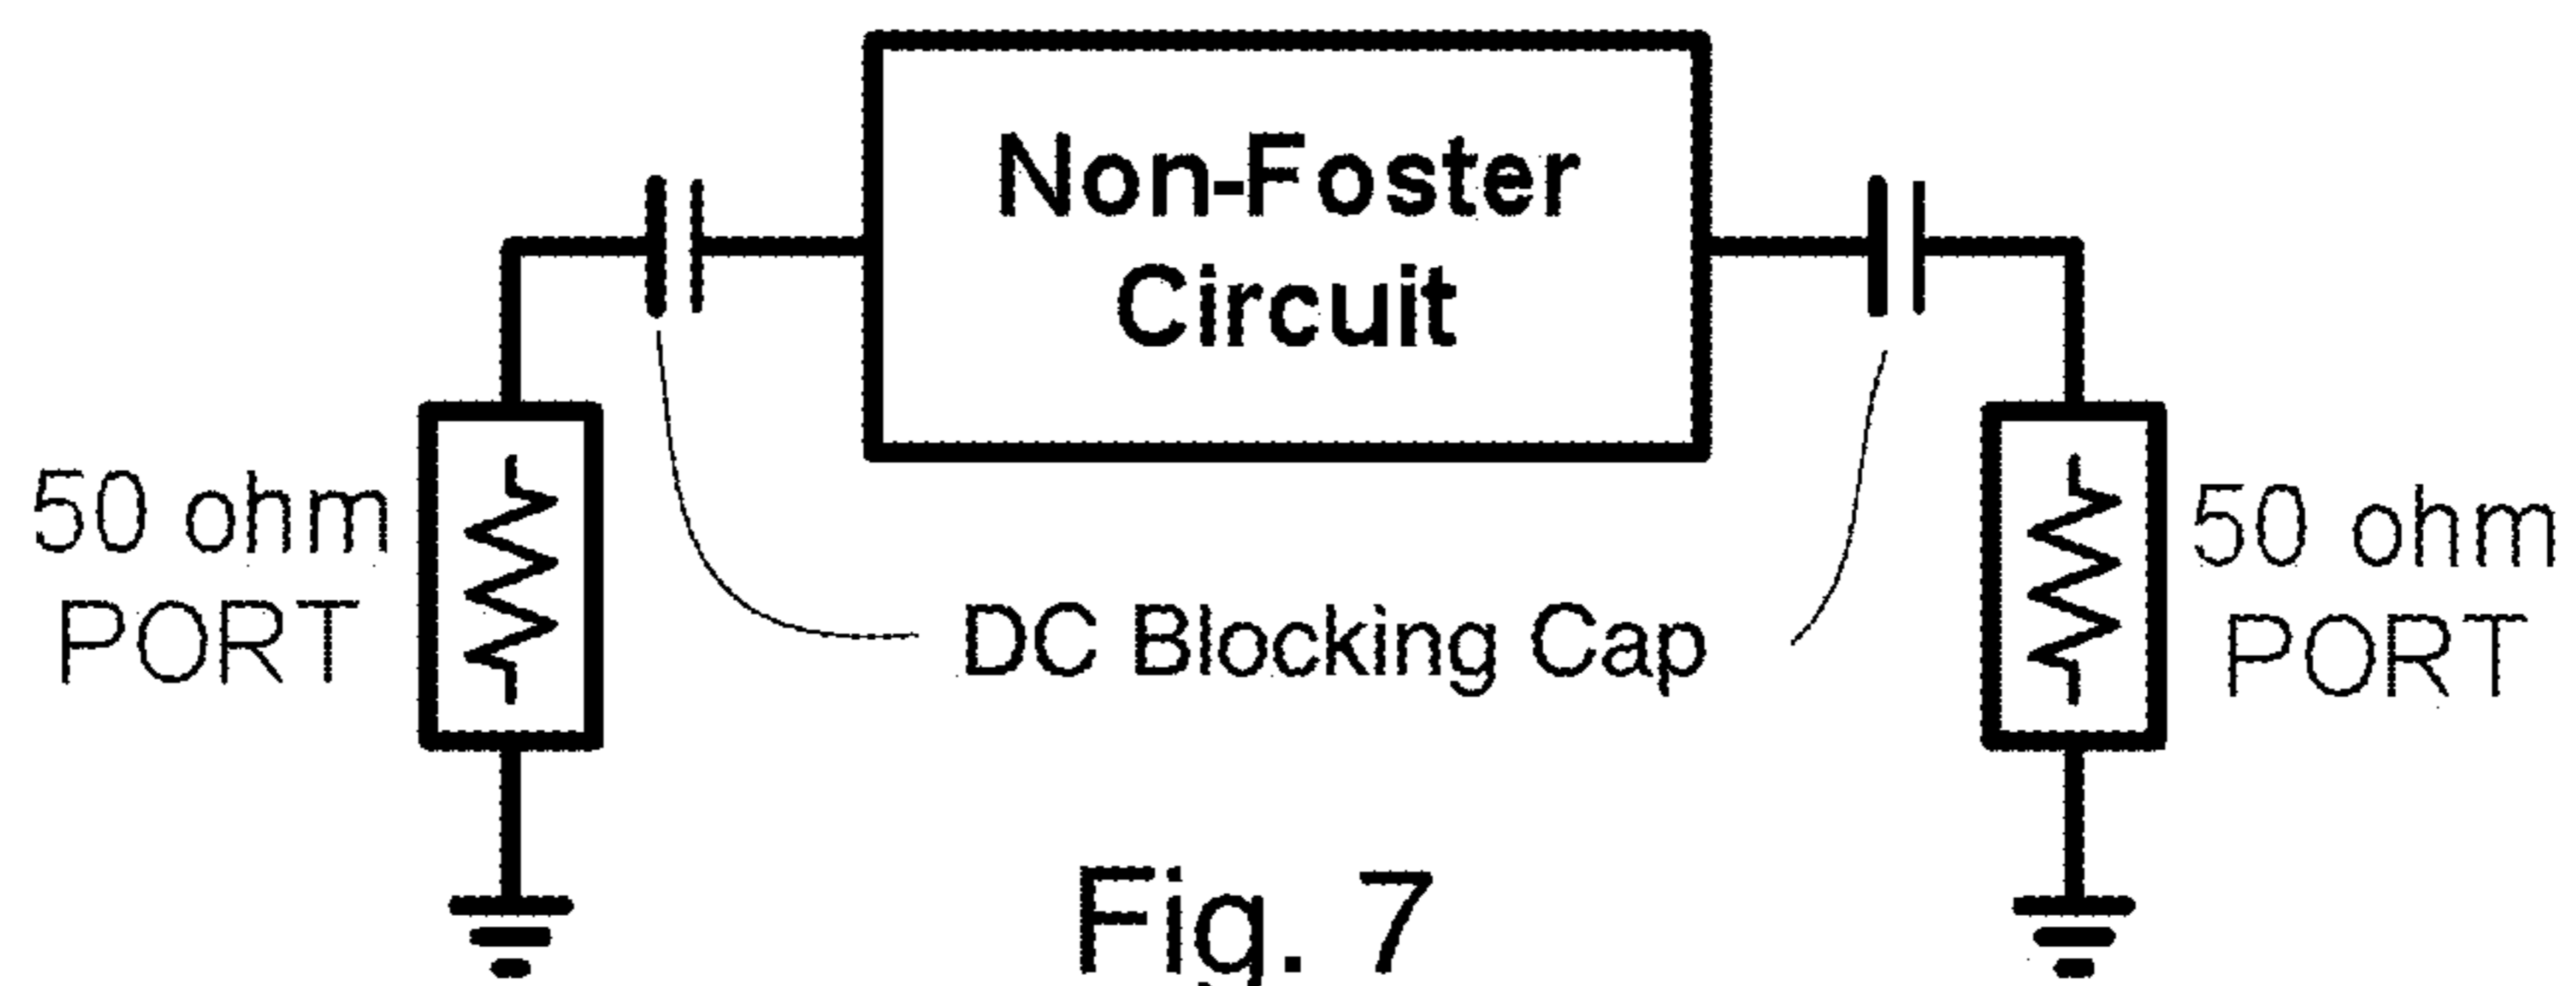 Non-Foster
Circuit
50 ohm
PORT
50 ohm
PORT
DC Blocking Cap
Fig. 7